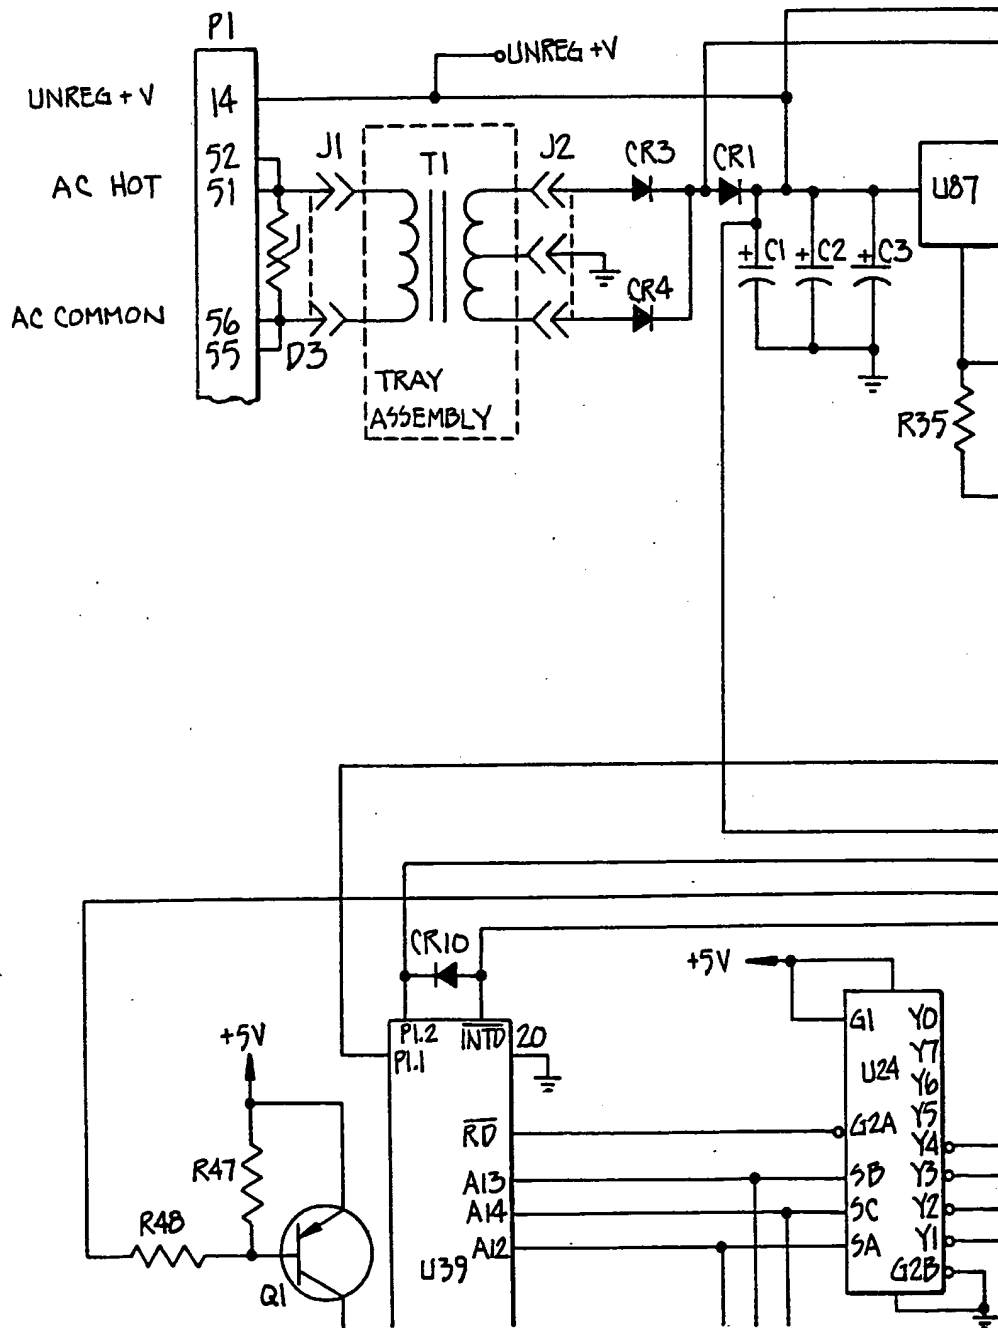 P1
UNREG +V
UNREG + V
14
52
J1
T1
J2
CR3
CR1
AC HOT
51
U87
+ C1
+ C2
+ C3
CR4
AC COMMON
56
55
D3
TRAY
ASSEMBLY
R35
CR10
+5V
+5V
P1.2
INTD
20
P1.1
G1
Y0
Y7
U24
Y6
Y5
RD
G2A
Y4
R47
A13
SB
Y3
A14
SC
Y2
R48
A12
SA
Y1
U39
G2B
Q1